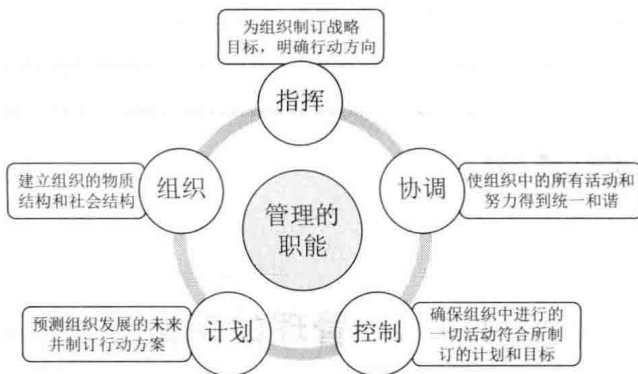 为组织制订战略
目标，明确行动方向
指挥
建立组织的物质
结构和社会结构
组织
协调
使组织中的所有活动和
努力得到统一和谐
管理的
职能
预测组织发展的未来
并制订行动方案
计划
控制
确保组织中进行的
一切活动符合所制
订的计划和目标